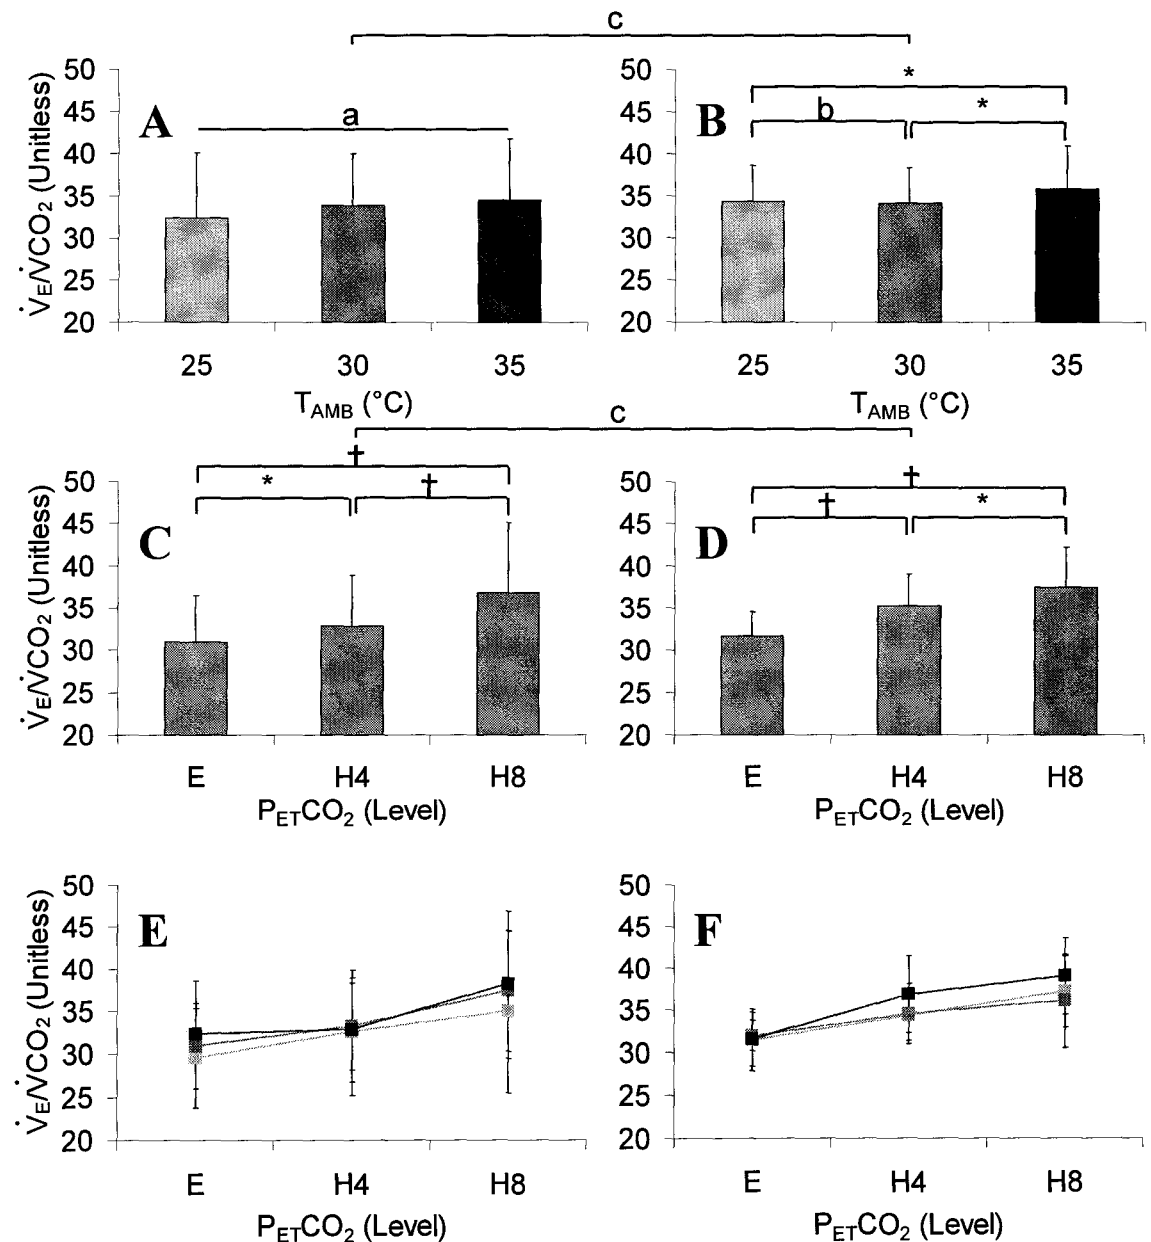 c
50
45
40
35
30
25
20
V̇E/V̇CO₂ (Unitless)
A
a
25 30 35
TAMB (°C)
50
45
40
35
30
25
20
B
*
b *
25 30 35
TAMB (°C)
c
50
45
40
35
30
25
20
V̇E/V̇CO₂ (Unitless)
C
†
* †
E H4 H8
PETCO₂ (Level)
50
45
40
35
30
25
20
D
†
† *
E H4 H8
PETCO₂ (Level)
50
45
40
35
30
25
20
V̇E/V̇CO₂ (Unitless)
E
E H4 H8
PETCO₂ (Level)
50
45
40
35
30
25
20
F
E H4 H8
PETCO₂ (Level)